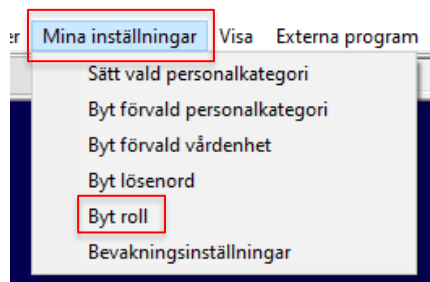 er Mina inställningar Visa Externa program
Sätt vald personalkategori
Byt förvald personalkategori
Byt förvald vårdenhet
Byt lösenord
Byt roll
Bevakningsinställningar